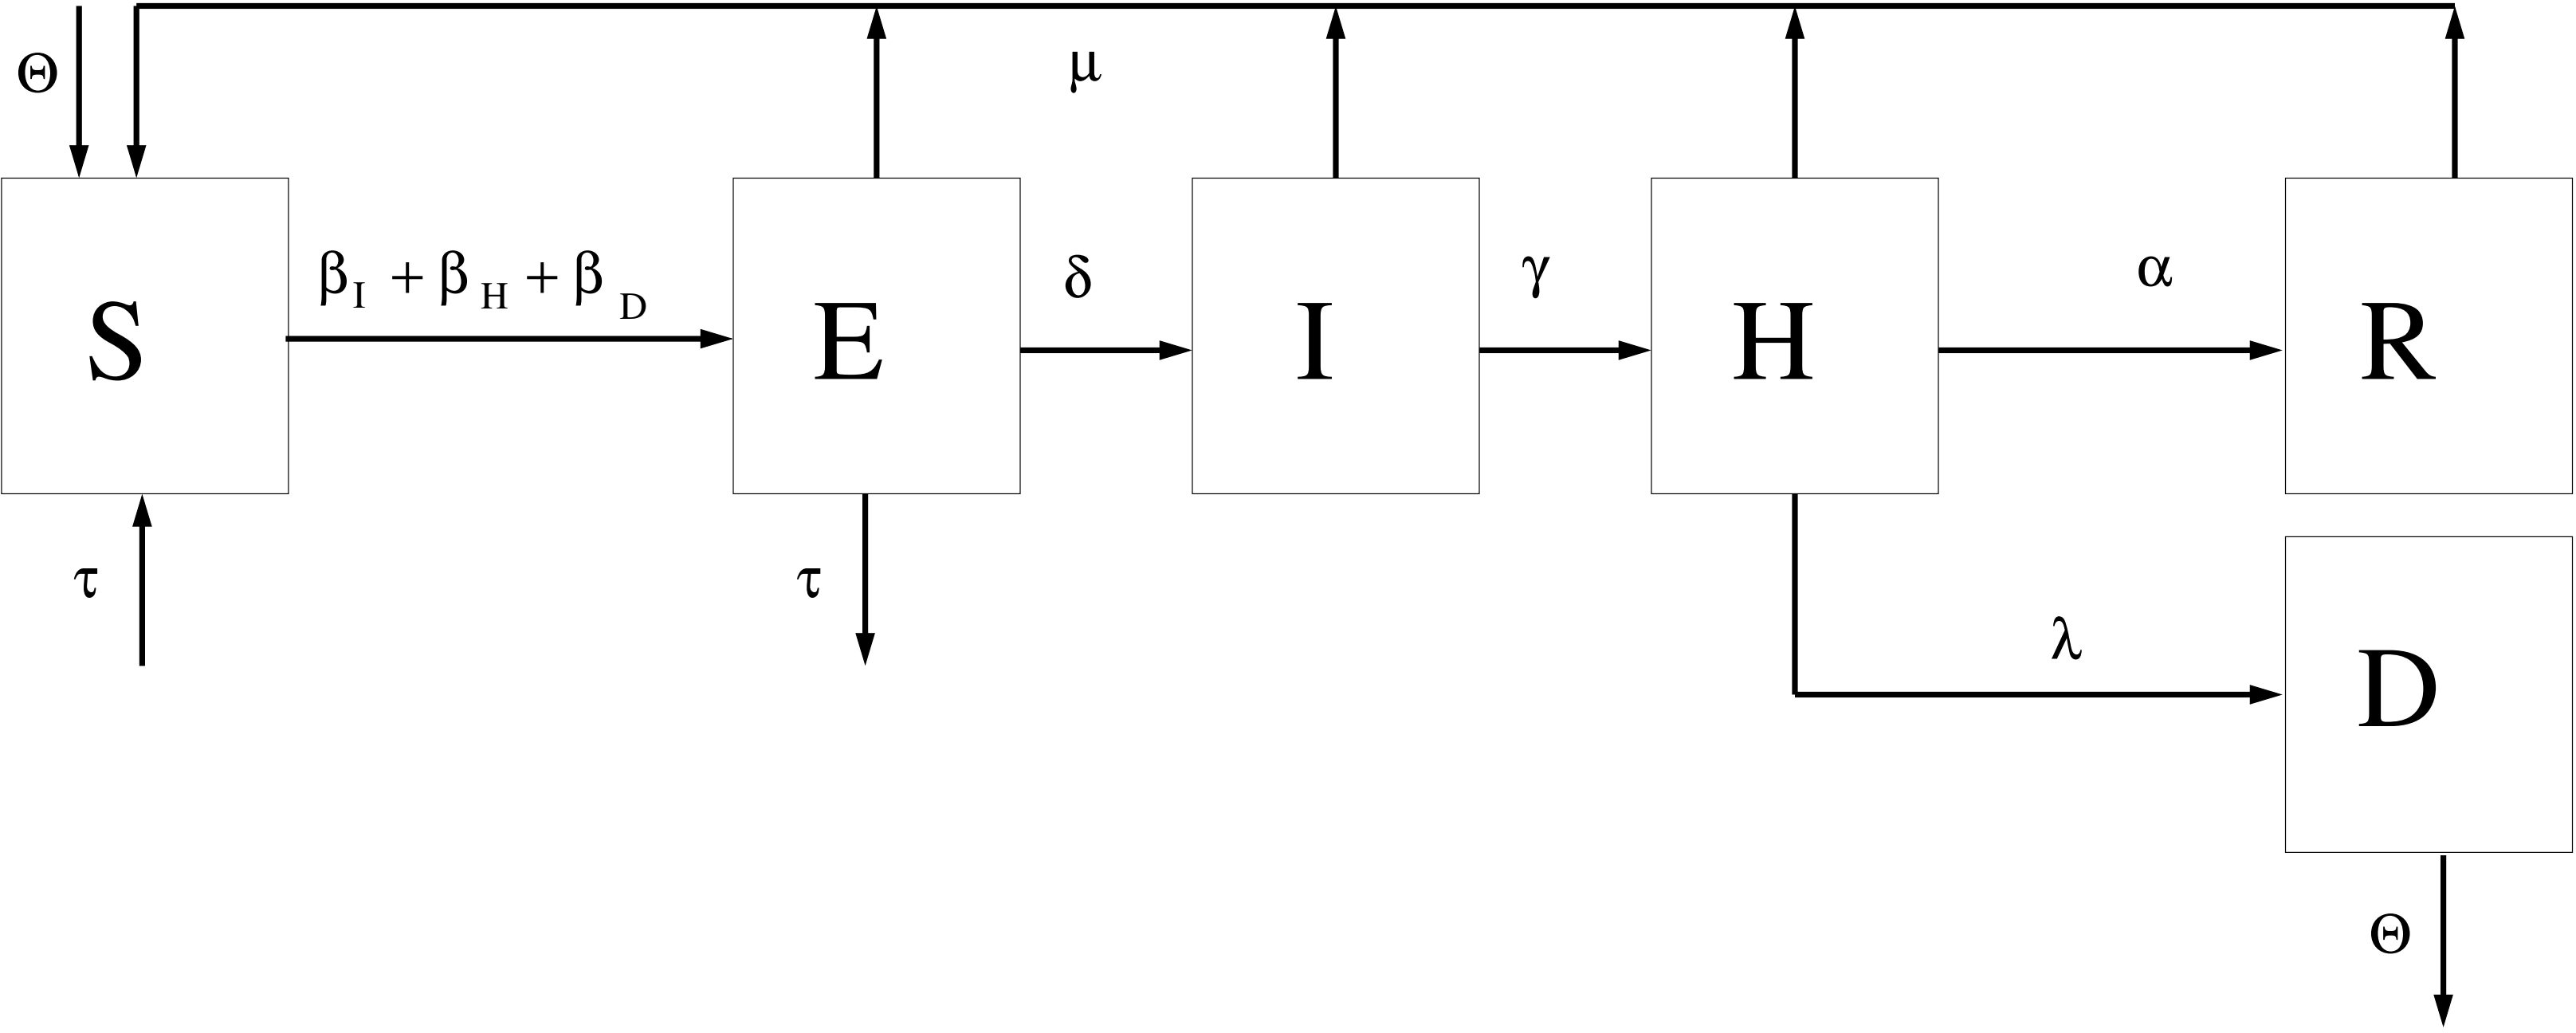 Θ
μ
β_I + β_H + β_D
δ
γ
α
S
E
I
H
R
τ
τ
λ
D
Θ